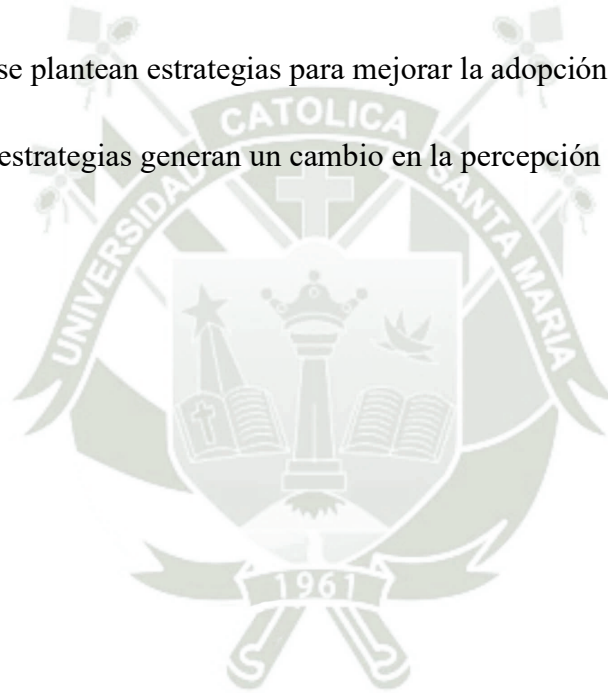 se plantean estrategias para mejorar la adopción
estrategias generan un cambio en la percepción
UNIVERSIDAD CATOLICA SANTA MARIA
1961